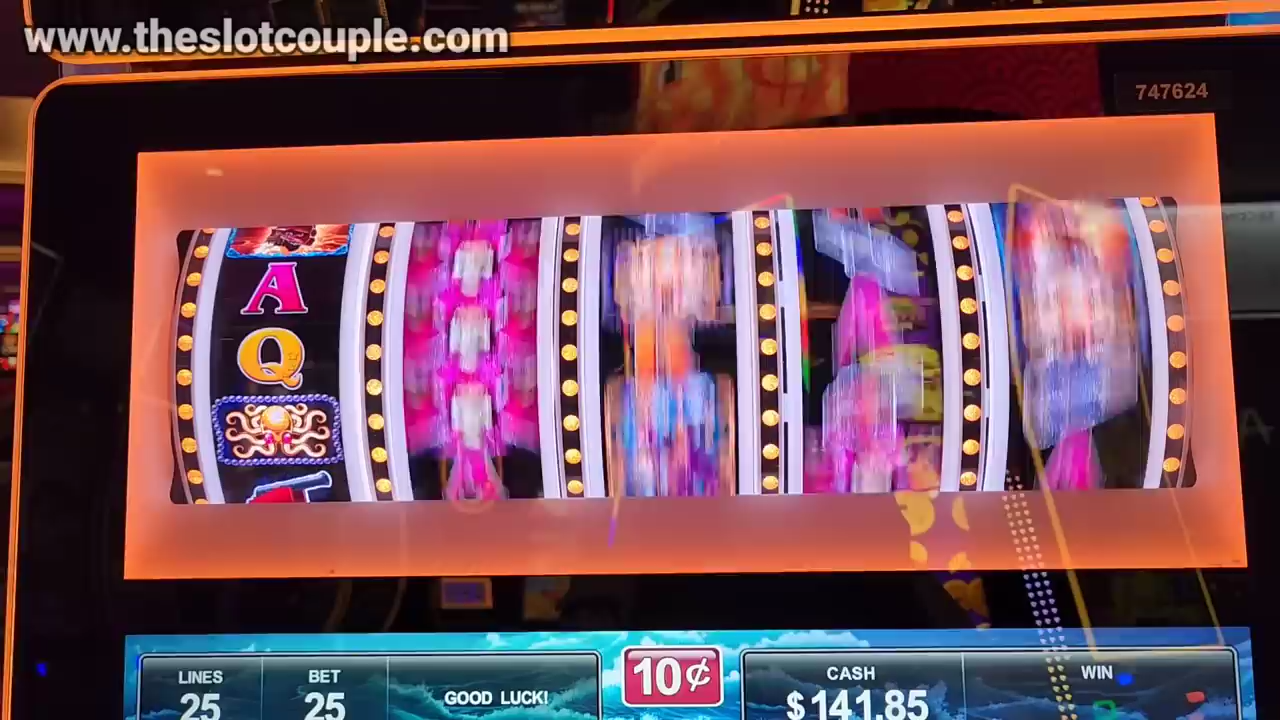 www.theslotcouple.com
747624
A
Q
LINES
25
BET
25
GOOD LUCK!
10¢
CASH
$141.85
WIN